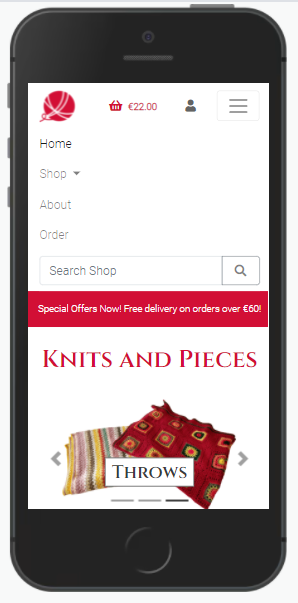 €22.00
Home
Shop
About
Order
Search Shop
Special Offers Now! Free delivery on orders over €60!
Knits and Pieces
Throws